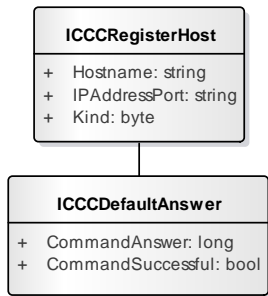 ICCCRegisterHost
+ Hostname: string
+ IPAddressPort: string
+ Kind: byte
ICCCDefaultAnswer
+ CommandAnswer: long
+ CommandSuccessful: bool